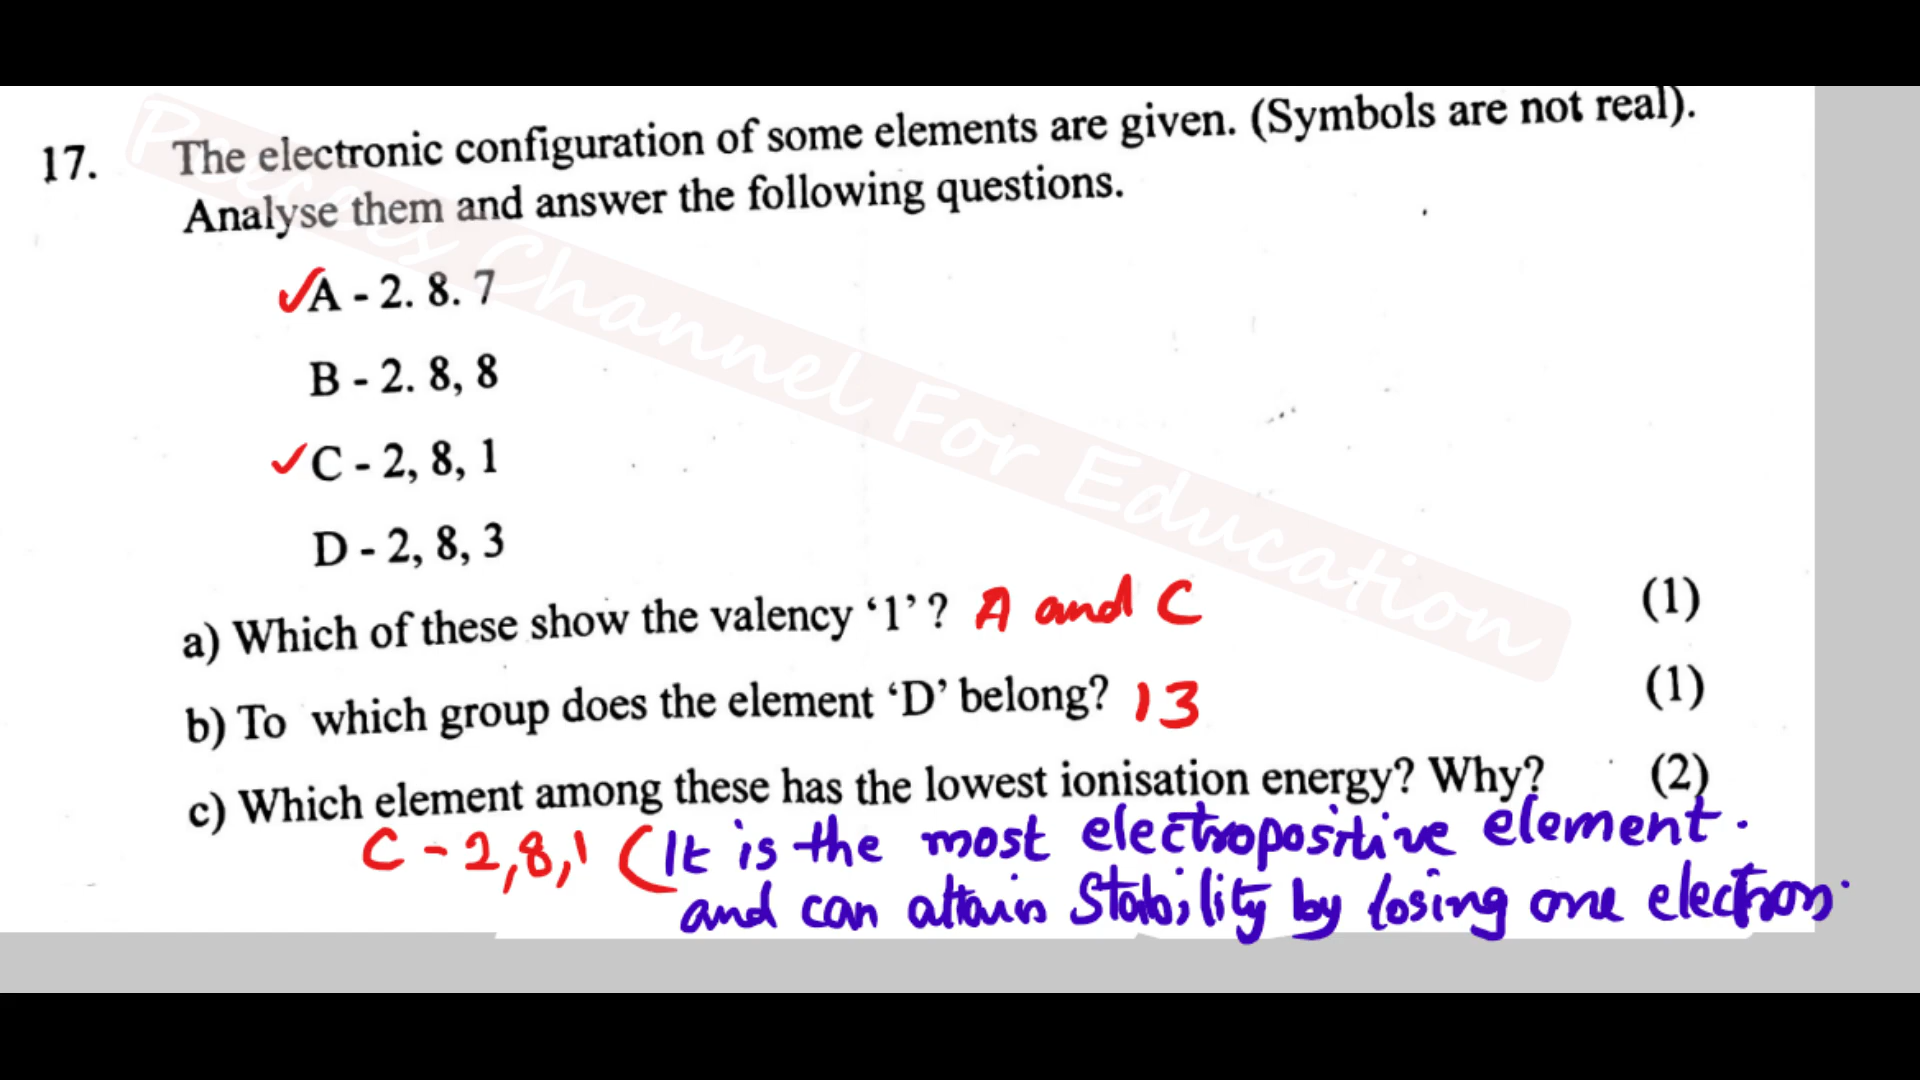 17. The electronic configuration of some elements are given. (Symbols are not real).
Analyse them and answer the following questions.
✓A - 2. 8. 7
B - 2. 8, 8
✓C - 2, 8, 1
D - 2, 8, 3
a) Which of these show the valency ‘1’ ? A and C (1)
b) To which group does the element ‘D’ belong? 13 (1)
c) Which element among these has the lowest ionisation energy? Why? (2)
C - 2,8,1 (It is the most electropositive element.
and can attain Stability by losing one electron.
Channel For Education